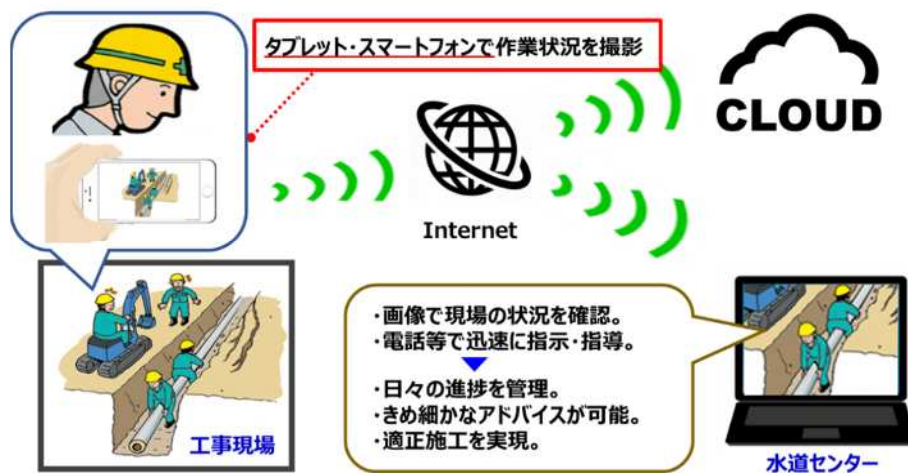 タブレット・スマートフォンで作業状況を撮影
CLOUD
Internet
・画像で現場の状況を確認。
・電話等で迅速に指示・指導。
・日々の進捗を管理。
・きめ細かなアドバイスが可能。
・適正施工を実現。
工事現場
水道センター